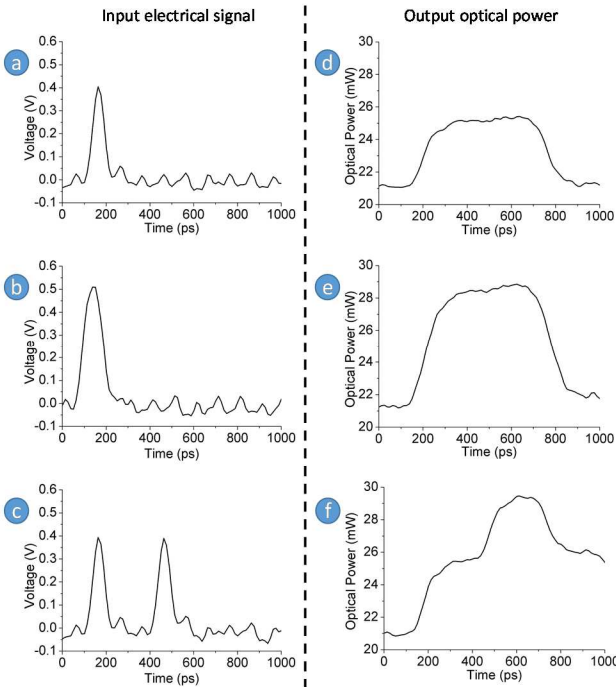 Input electrical signal
Output optical power
a
0.6
0.5
0.4
0.3
0.2
0.1
0.0
-0.1
Voltage (V)
0 200 400 600 800 1000
Time (ps)
d
30
28
26
24
22
20
Optical Power (mW)
0 200 400 600 800 1000
Time (ps)
b
0.6
0.5
0.4
0.3
0.2
0.1
0.0
-0.1
Voltage (V)
0 200 400 600 800 1000
Time (ps)
e
30
28
26
24
22
20
Optical Power (mW)
0 200 400 600 800 1000
Time (ps)
c
0.6
0.5
0.4
0.3
0.2
0.1
0.0
-0.1
Voltage (V)
0 200 400 600 800 1000
Time (ps)
f
30
28
26
24
22
20
Optical Power (mW)
0 200 400 600 800 1000
Time (ps)